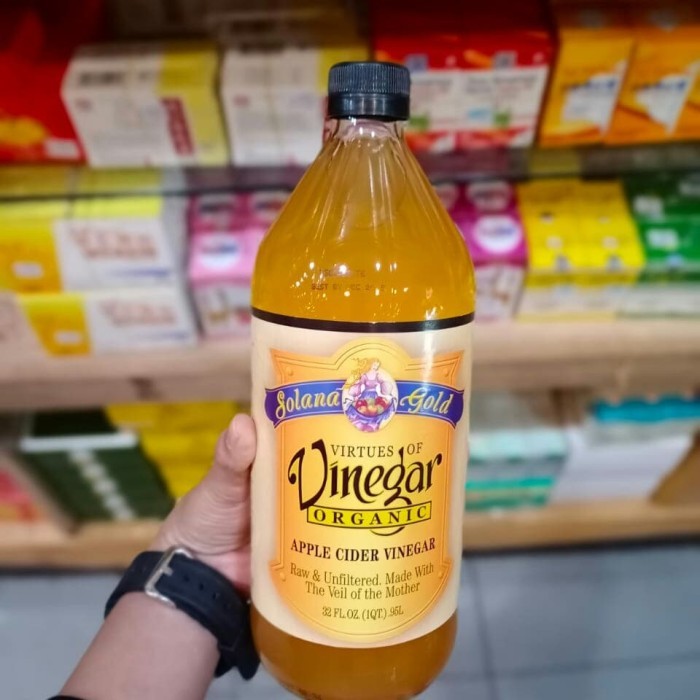 Solana Gold
VIRTUES OF
Vinegar
ORGANIC
APPLE CIDER VINEGAR
Raw & Unfiltered. Made With
The Veil of the Mother
32 FL.OZ. (1QT.) .95L